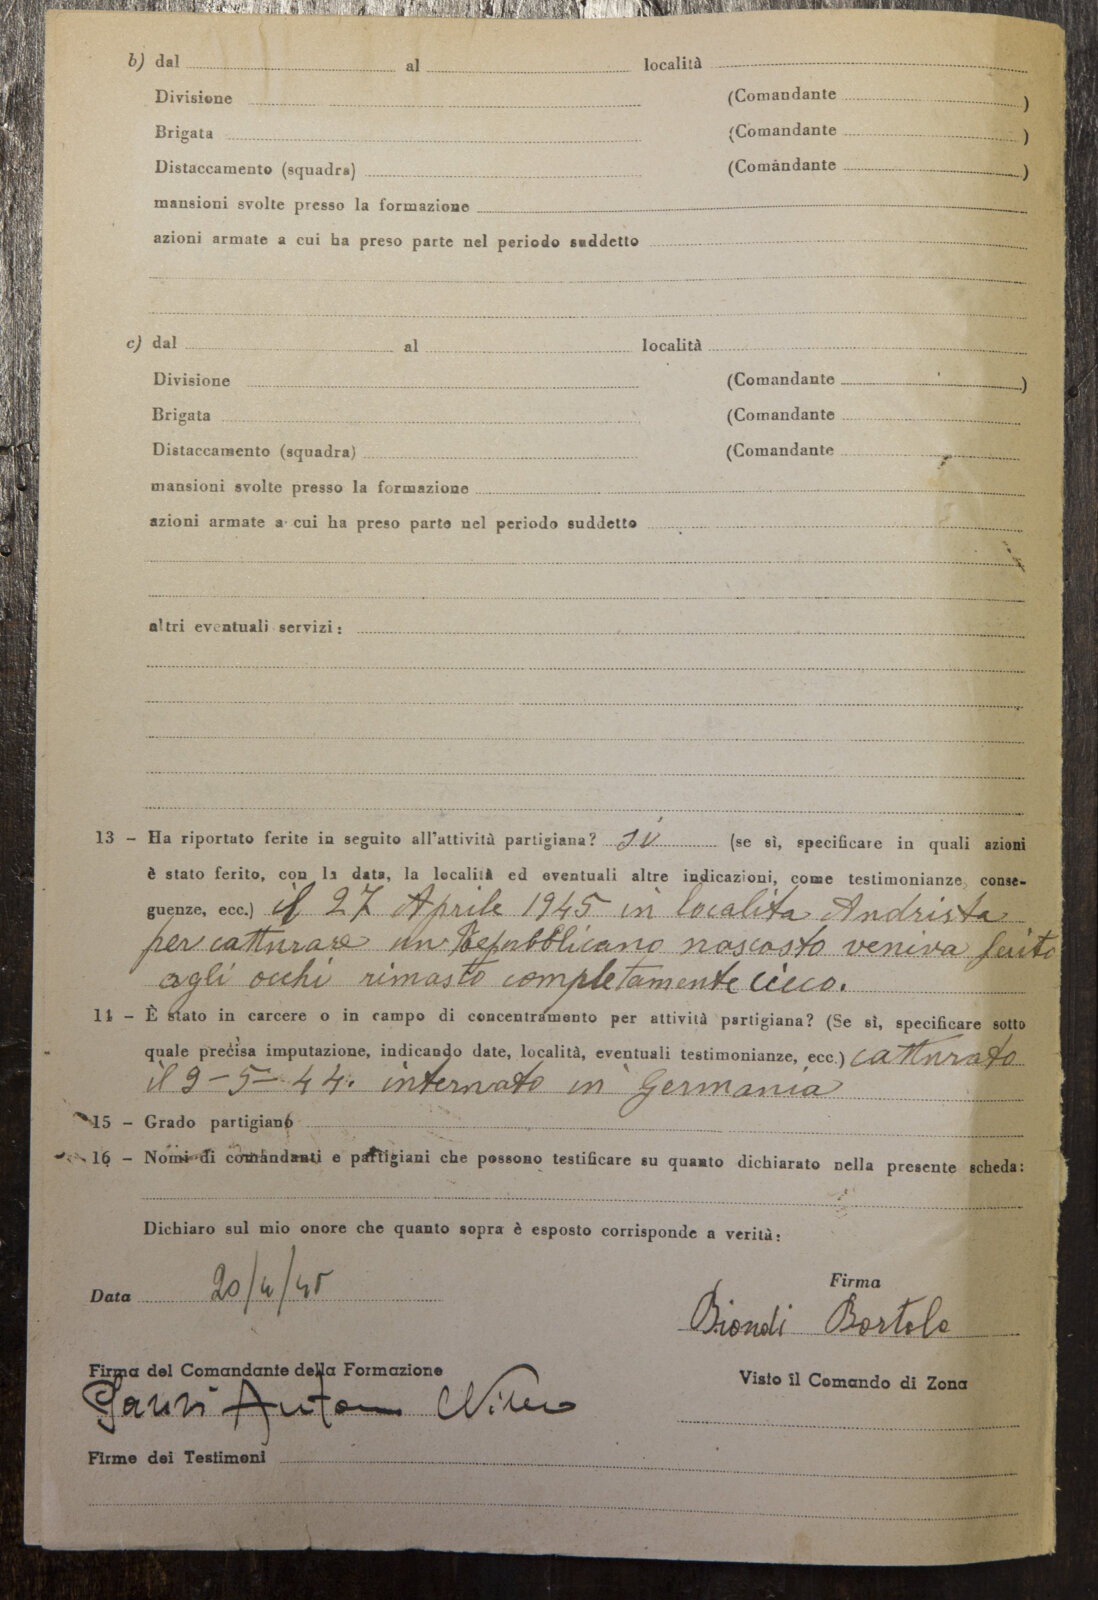 b) dal al località
Divisione (Comandante )
Brigata (Comandante )
Distaccamento (squadra) (Comandante )
mansioni svolte presso la formazione
azioni armate a cui ha preso parte nel periodo suddetto
c) dal al località
Divisione (Comandante )
Brigata (Comandante
Distaccamento (squadra) (Comandante
mansioni svolte presso la formazione
azioni armate a cui ha preso parte nel periodo suddetto
altri eventuali servizi:
13 - Ha riportato ferite in seguito all'attività partigiana? si (se sì, specificare in quali azioni
è stato ferito, con la data, la località ed eventuali altre indicazioni, come testimonianze, conse-
guenze, ecc.) il 27 Aprile 1945 in localita Andrista
per catturare un Repubblicano nascosto veniva ferito
agli occhi rimasto completamente cieco.
14 - È stato in carcere o in campo di concentramento per attività partigiana? (Se sì, specificare sotto
quale precisa imputazione, indicando date, località, eventuali testimonianze, ecc.) catturato
il 9-5-44. internato in Germania
15 - Grado partigiano
16 - Nomi di comandanti e partigiani che possono testificare su quanto dichiarato nella presente scheda:
Dichiaro sul mio onore che quanto sopra è esposto corrisponde a verità:
Firma
Data 20/4/45
Biondi Bortolo
Firma del Comandante della Formazione
Visto il Comando di Zona
Antonio Nino
Firme dei Testimoni